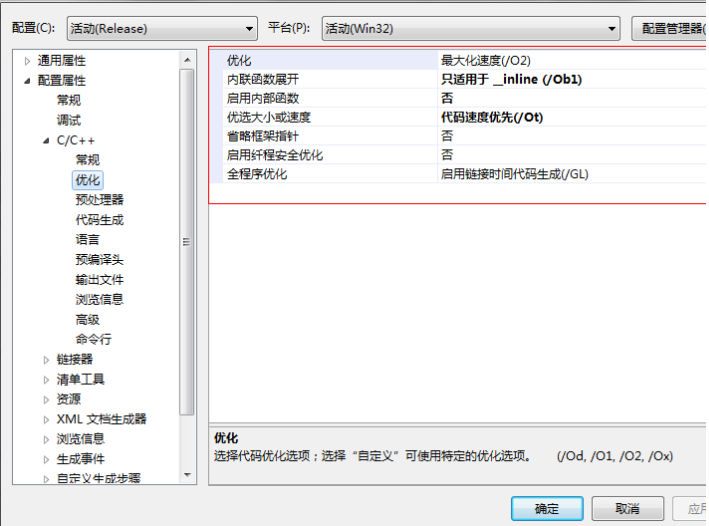 配置(C): 活动(Release) 平台(P): 活动(Win32) 配置管理器(
通用属性
配置属性
常规
调试
C/C++
常规
优化
预处理器
代码生成
语言
预编译头
输出文件
浏览信息
高级
命令行
链接器
清单工具
资源
XML 文档生成器
浏览信息
生成事件
自定义生成步骤
优化 最大化速度(/O2)
内联函数展开 只适用于 __inline (/Ob1)
启用内部函数 否
优选大小或速度 代码速度优先(/Ot)
省略框架指针 否
启用纤程安全优化 否
全程序优化 启用链接时间代码生成(/GL)
优化
选择代码优化选项；选择“自定义”可使用特定的优化选项。 (/Od, /O1, /O2, /Ox)
确定 取消 应